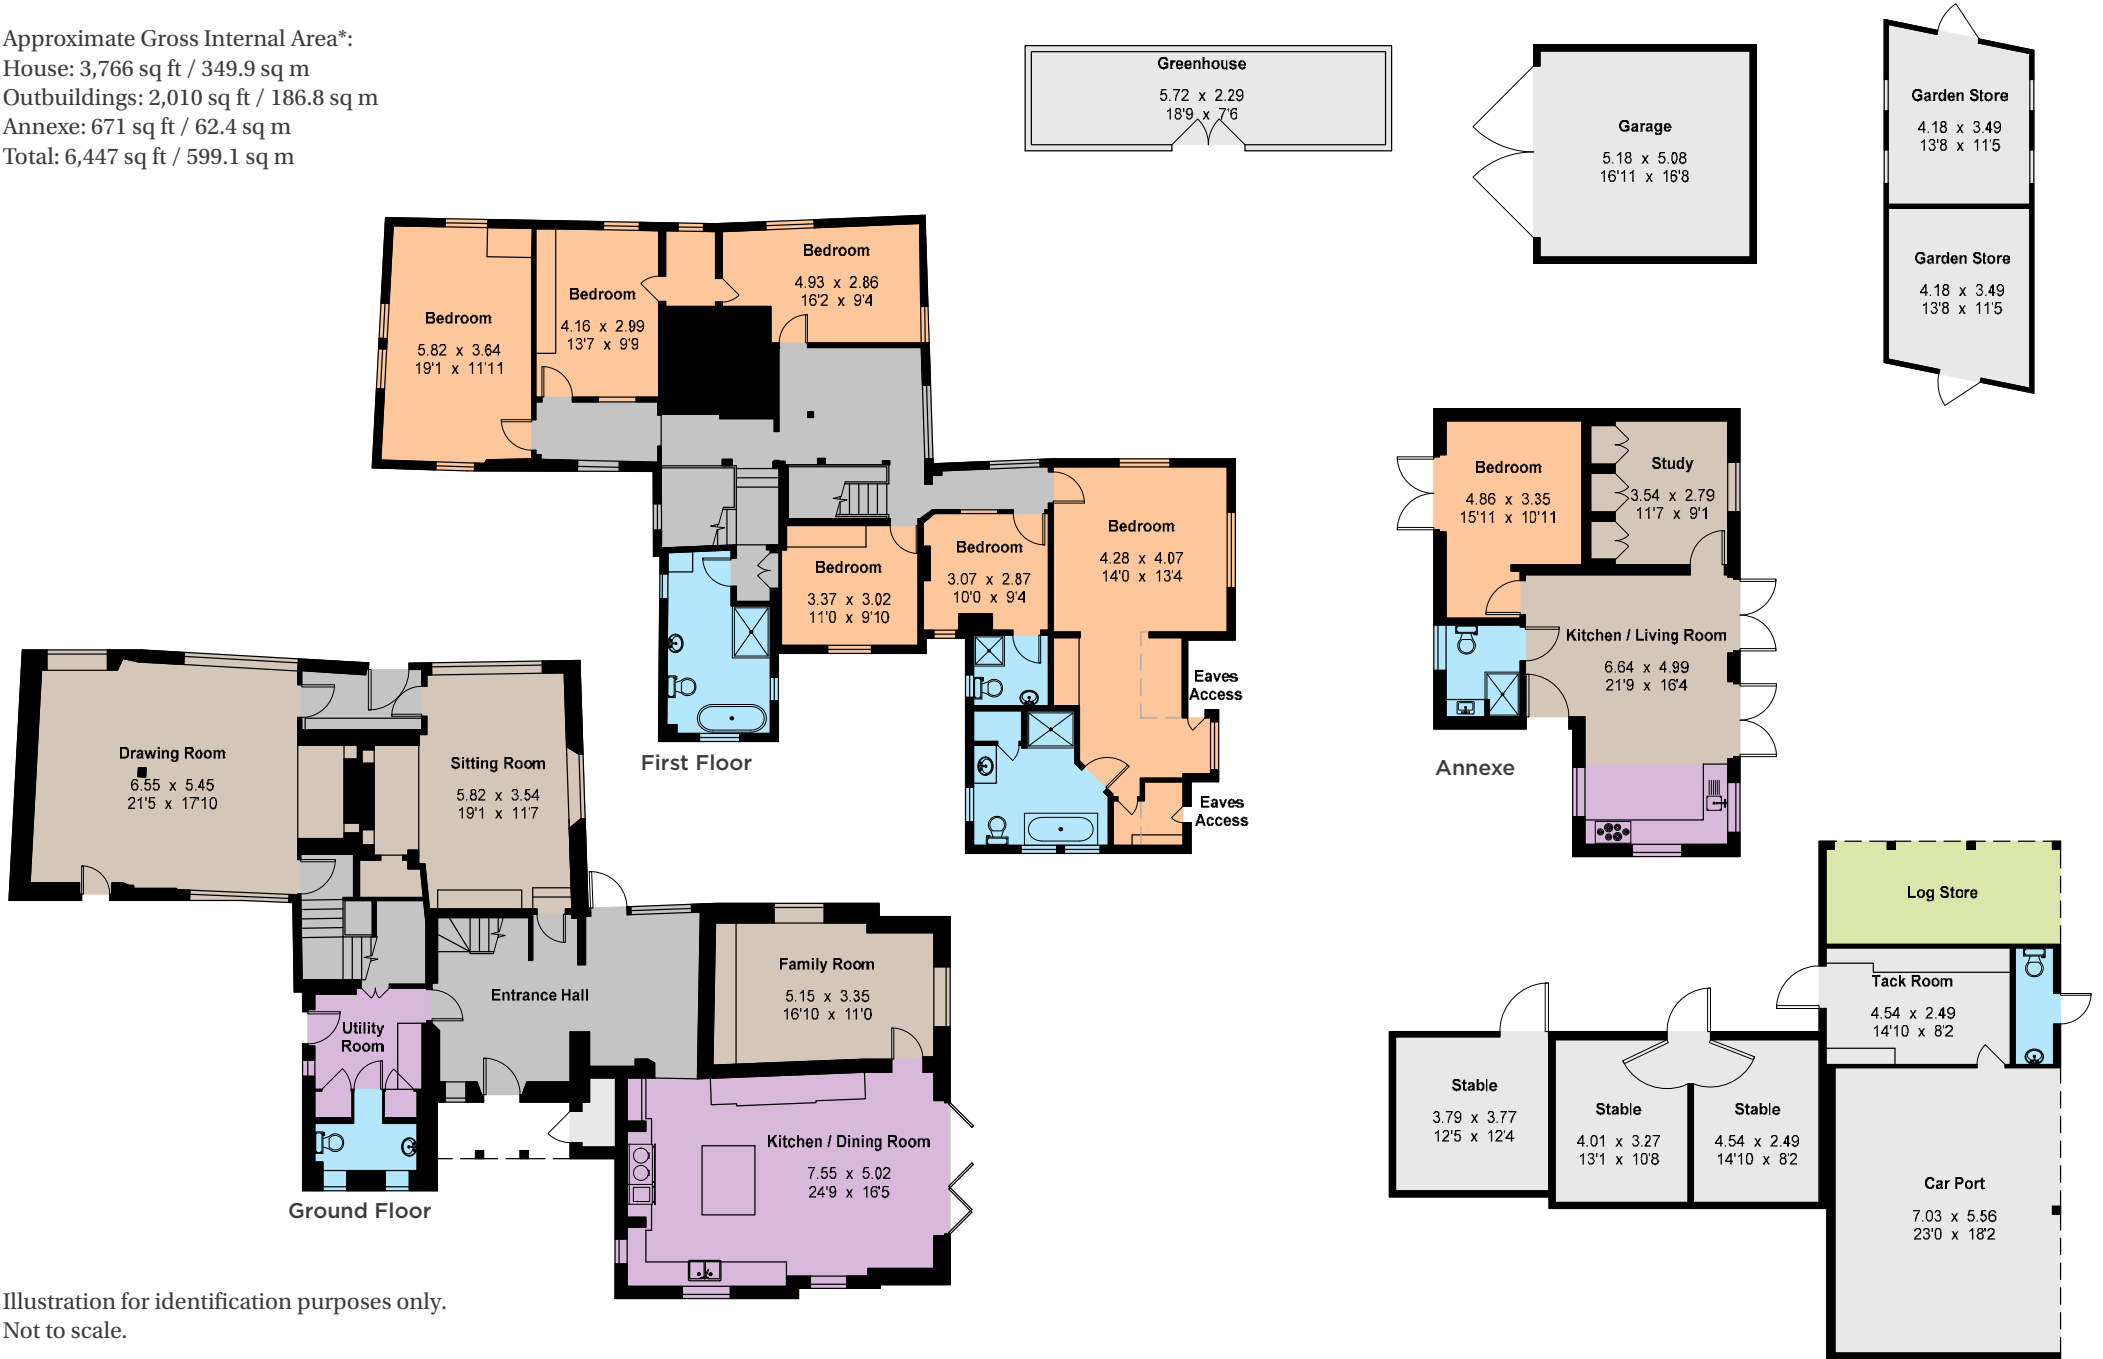 Approximate Gross Internal Area*:
House: 3,766 sq ft / 349.9 sq m
Outbuildings: 2,010 sq ft / 186.8 sq m
Annexe: 671 sq ft / 62.4 sq m
Total: 6,447 sq ft / 599.1 sq m
Greenhouse
5.72 x 2.29
18'9 x 7'6
Garage
5.18 x 5.08
16'11 x 16'8
Garden Store
4.18 x 3.49
13'8 x 11'5
Garden Store
4.18 x 3.49
13'8 x 11'5
Bedroom
5.82 x 3.64
19'1 x 11'11
Bedroom
4.16 x 2.99
13'7 x 9'9
Bedroom
4.93 x 2.86
16'2 x 9'4
Bedroom
3.37 x 3.02
11'0 x 9'10
Bedroom
3.07 x 2.87
10'0 x 9'4
Bedroom
4.28 x 4.07
14'0 x 13'4
Eaves
Access
Eaves
Access
First Floor
Bedroom
4.86 x 3.35
15'11 x 10'11
Study
3.54 x 2.79
11'7 x 9'1
Kitchen / Living Room
6.64 x 4.99
21'9 x 16'4
Annexe
Drawing Room
6.55 x 5.45
21'5 x 17'10
Sitting Room
5.82 x 3.54
19'1 x 11'7
Entrance Hall
Family Room
5.15 x 3.35
16'10 x 11'0
Utility
Room
Kitchen / Dining Room
7.55 x 5.02
24'9 x 16'5
Ground Floor
Log Store
Tack Room
4.54 x 2.49
14'10 x 8'2
Stable
3.79 x 3.77
12'5 x 12'4
Stable
4.01 x 3.27
13'1 x 10'8
Stable
4.54 x 2.49
14'10 x 8'2
Car Port
7.03 x 5.56
23'0 x 18'2
Illustration for identification purposes only.
Not to scale.